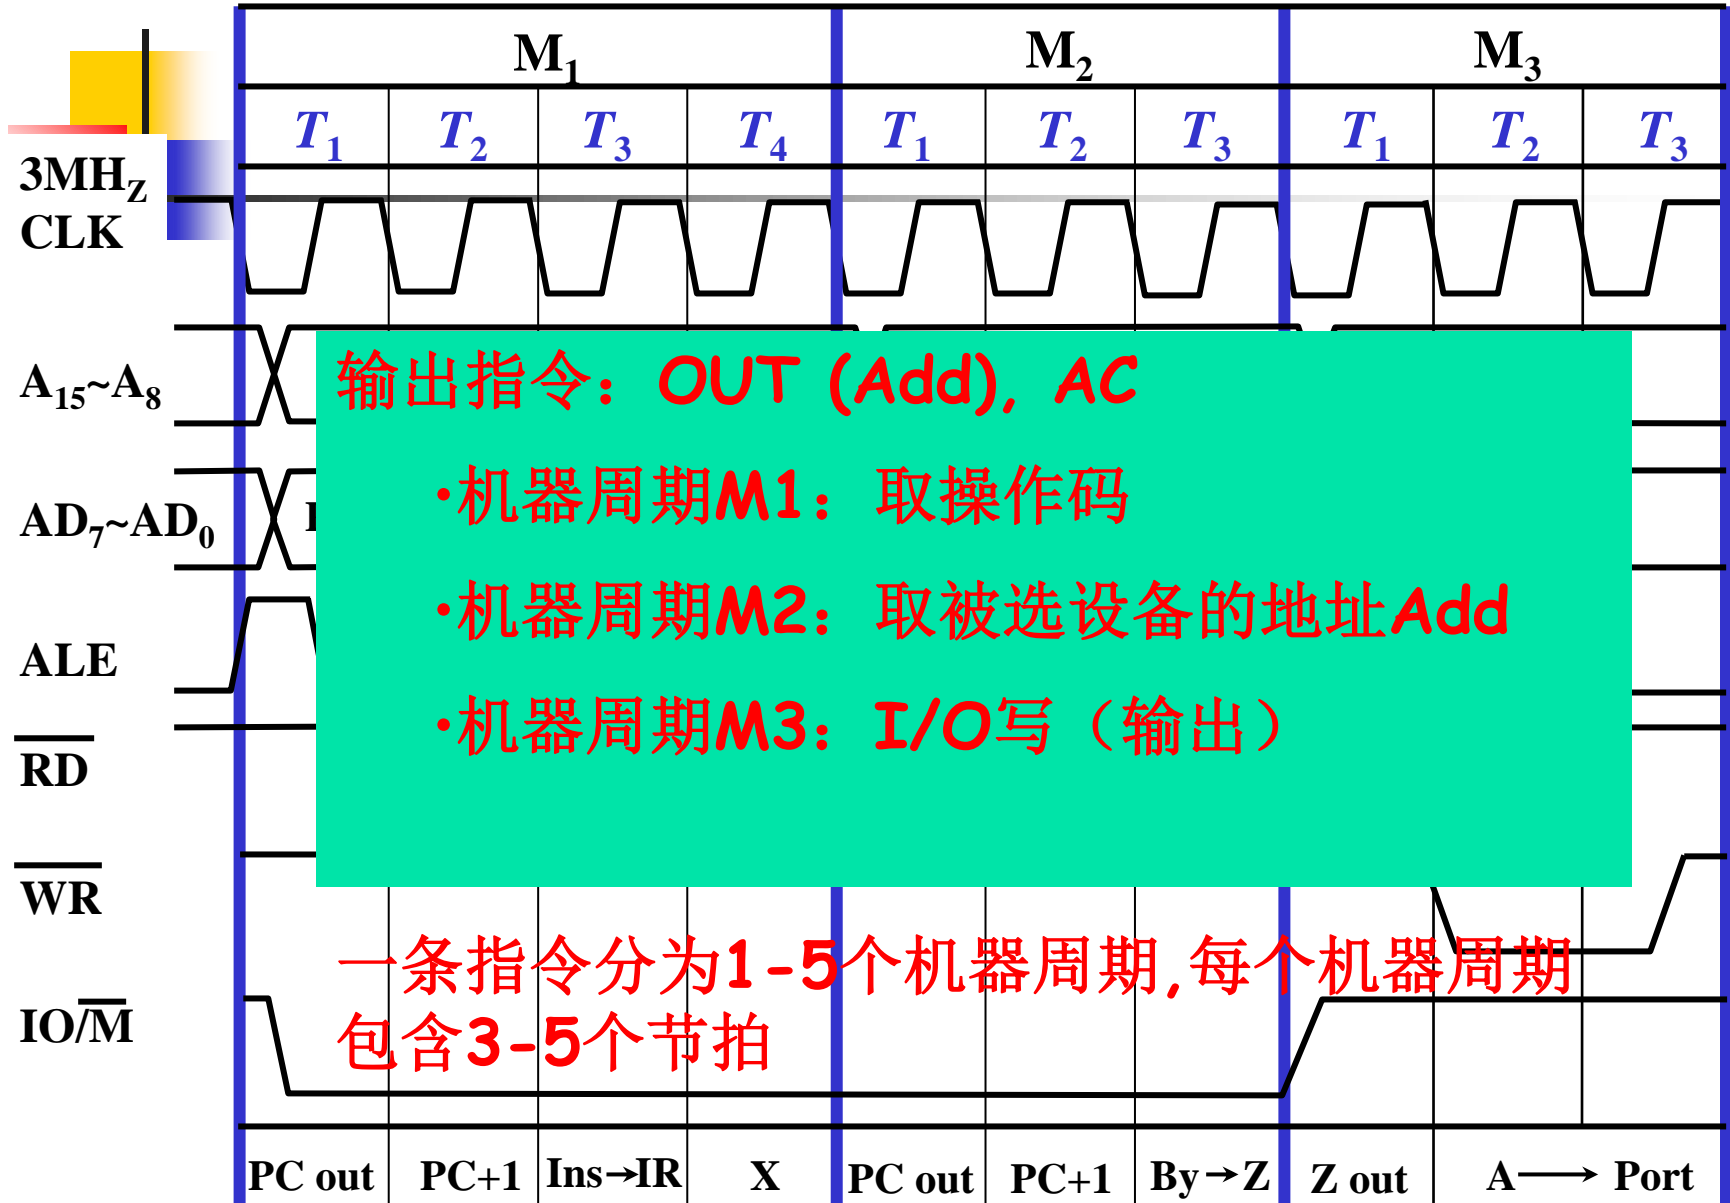 M1 M2 M3
T1 T2 T3 T4 T1 T2 T3 T1 T2 T3
3MHZ
CLK
A15~A8
AD7~AD0
ALE
RD
WR
IO/M
输出指令：OUT (Add), AC
·机器周期M1：取操作码
·机器周期M2：取被选设备的地址Add
·机器周期M3：I/O写（输出）
一条指令分为1-5个机器周期,每个机器周期
包含3-5个节拍
PC out PC+1 Ins→IR X PC out PC+1 By→Z Z out A→Port